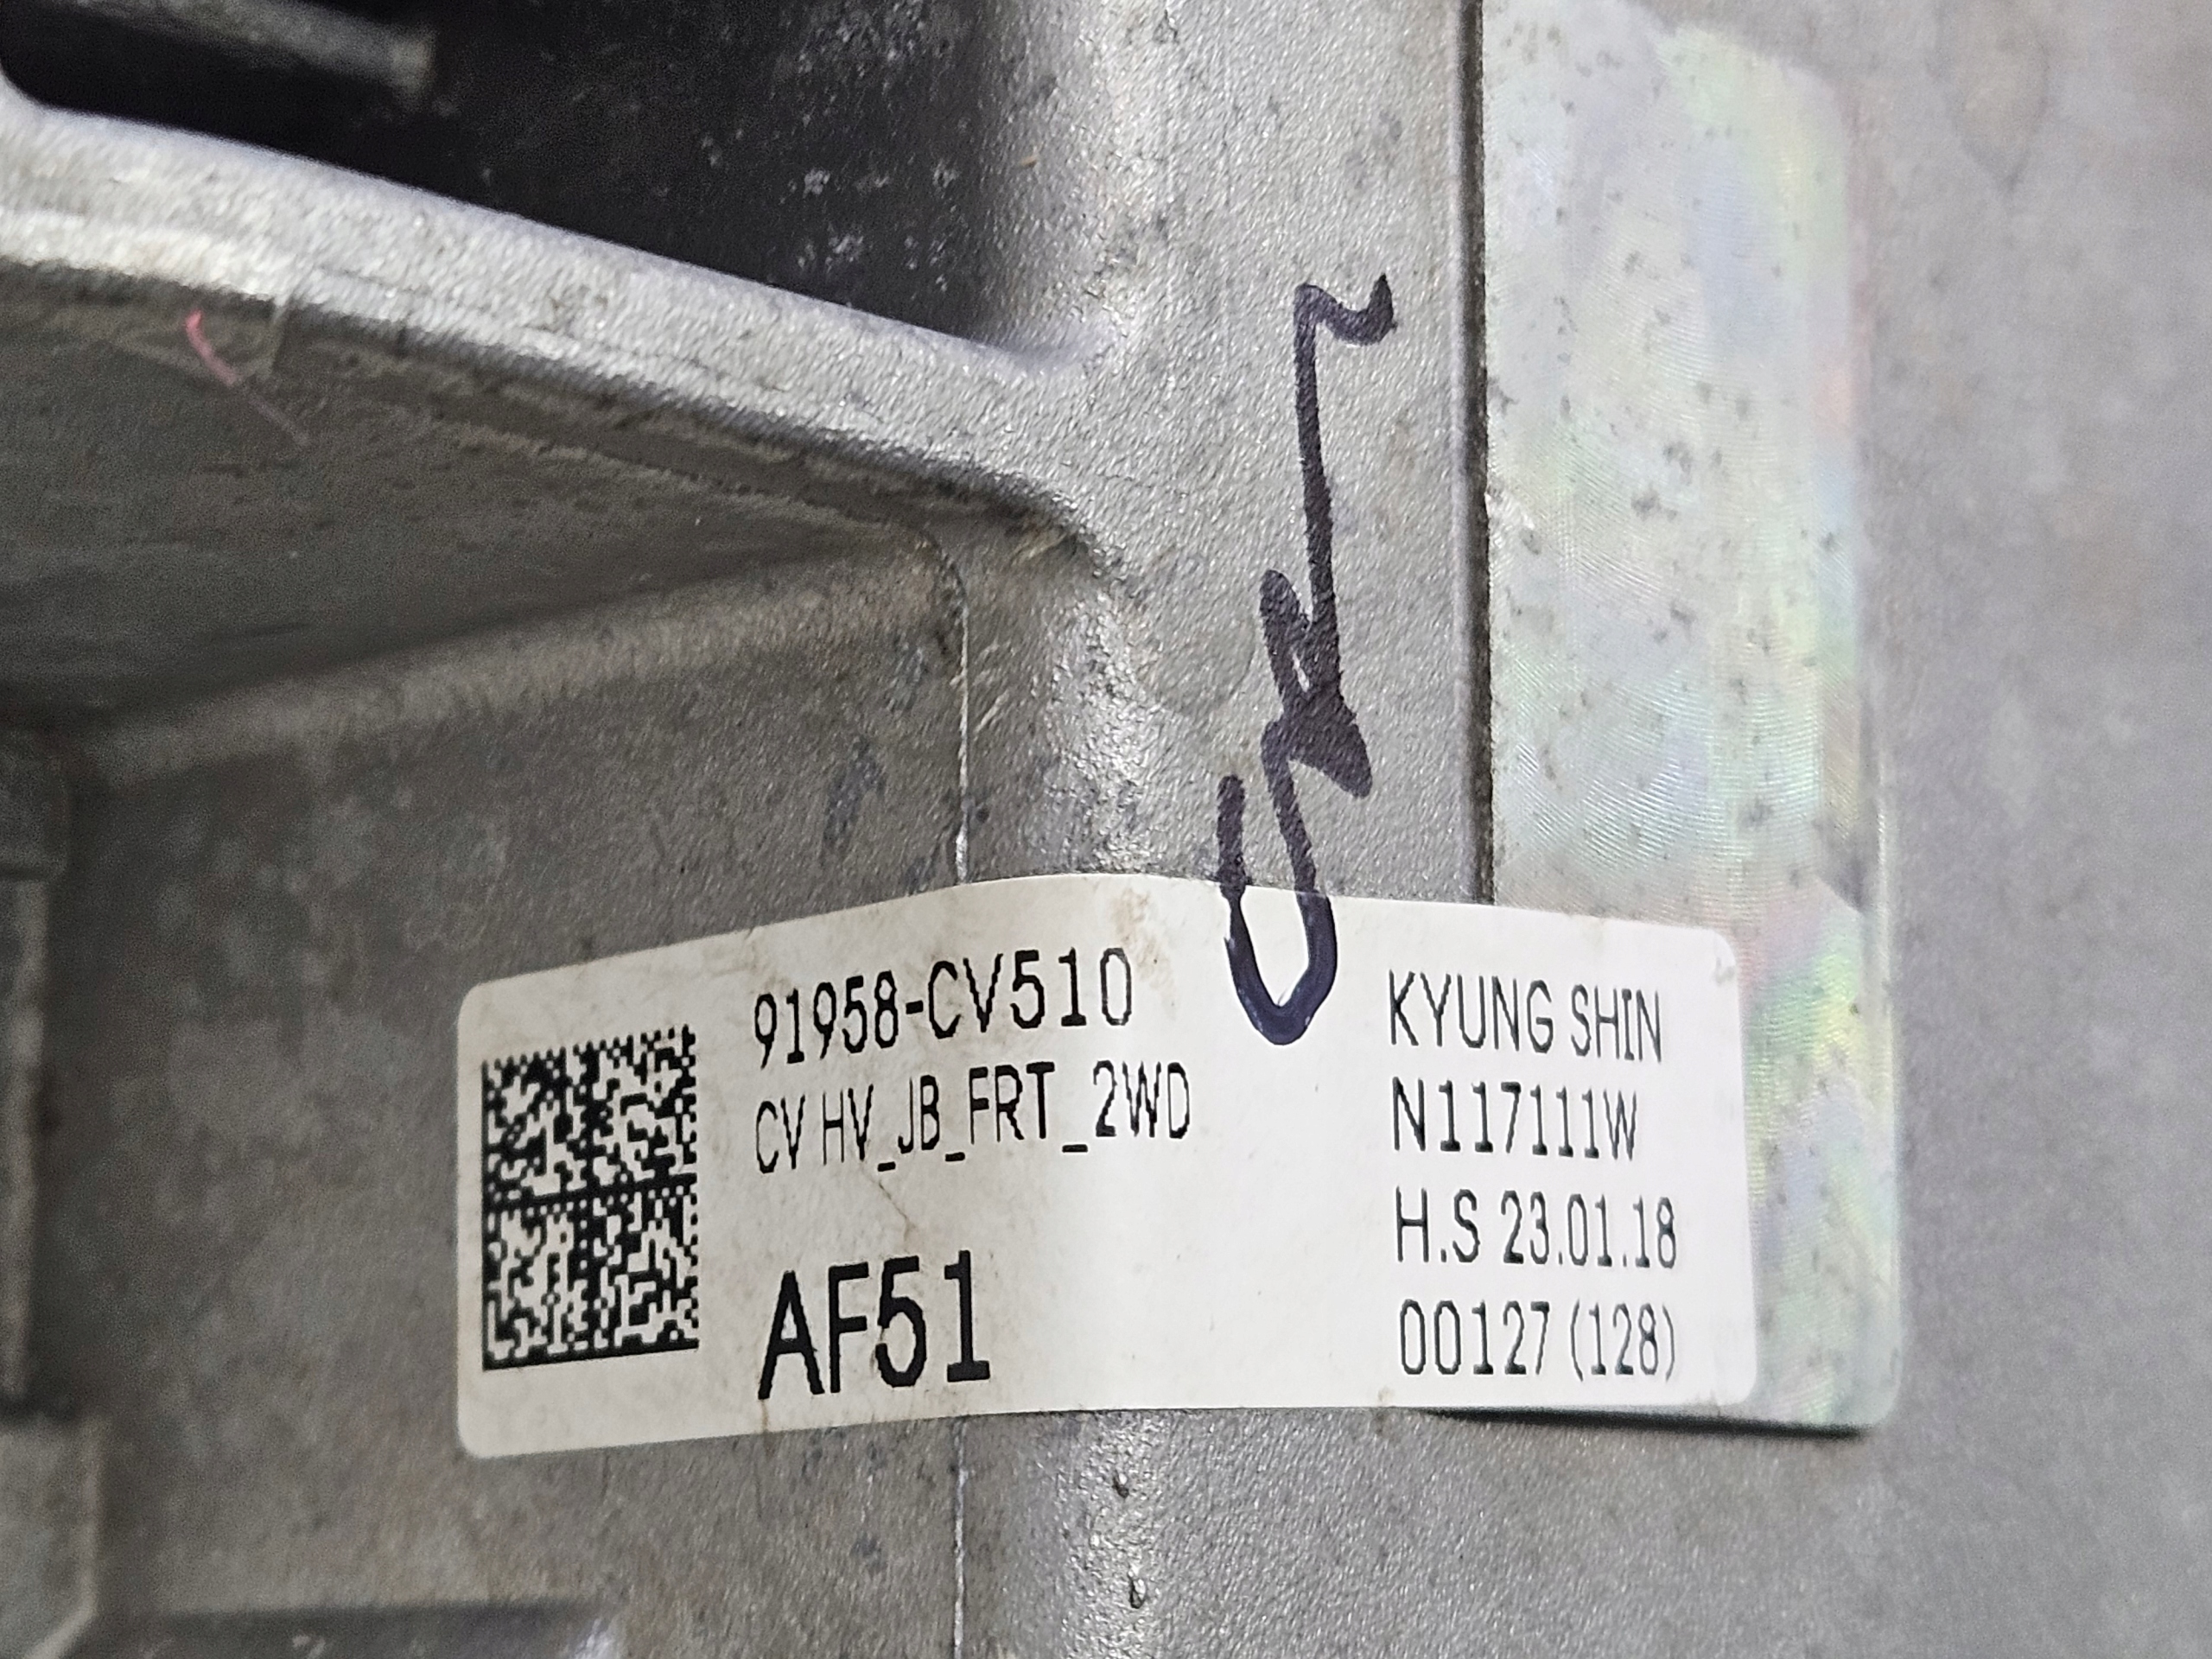 91958-CV510
CV HV_JB_FRT_2WD
AF51
KYUNG SHIN
N117111W
H.S 23.01.18
00127 (128)